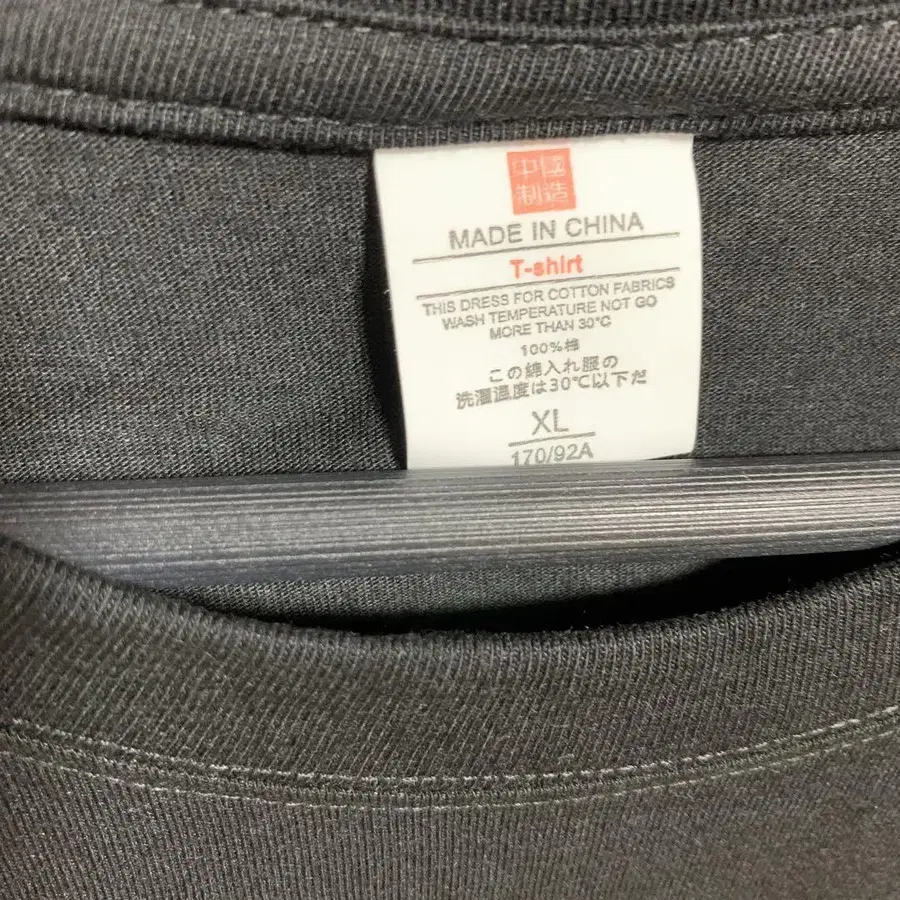 中國
制造
MADE IN CHINA
T-shirt
THIS DRESS FOR COTTON FABRICS
WASH TEMPERATURE NOT GO
MORE THAN 30°C
100%棉
この綿入れ服の
洗濯温度は30℃以下だ
XL
170/92A